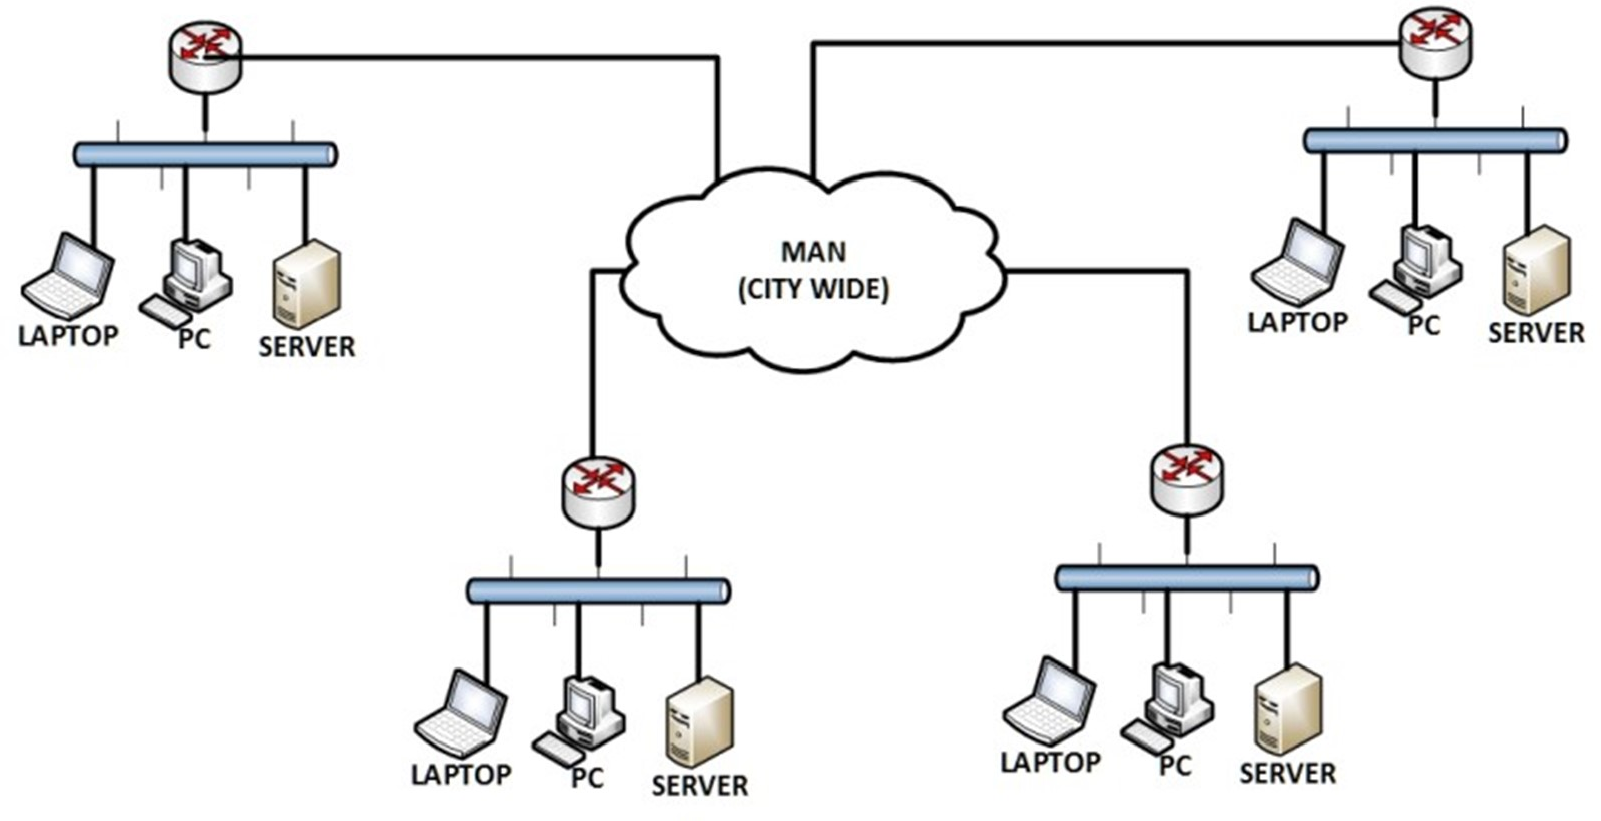 MAN
(CITY WIDE)
LAPTOP
PC
SERVER
LAPTOP
PC
SERVER
LAPTOP
PC
SERVER
LAPTOP
PC
SERVER